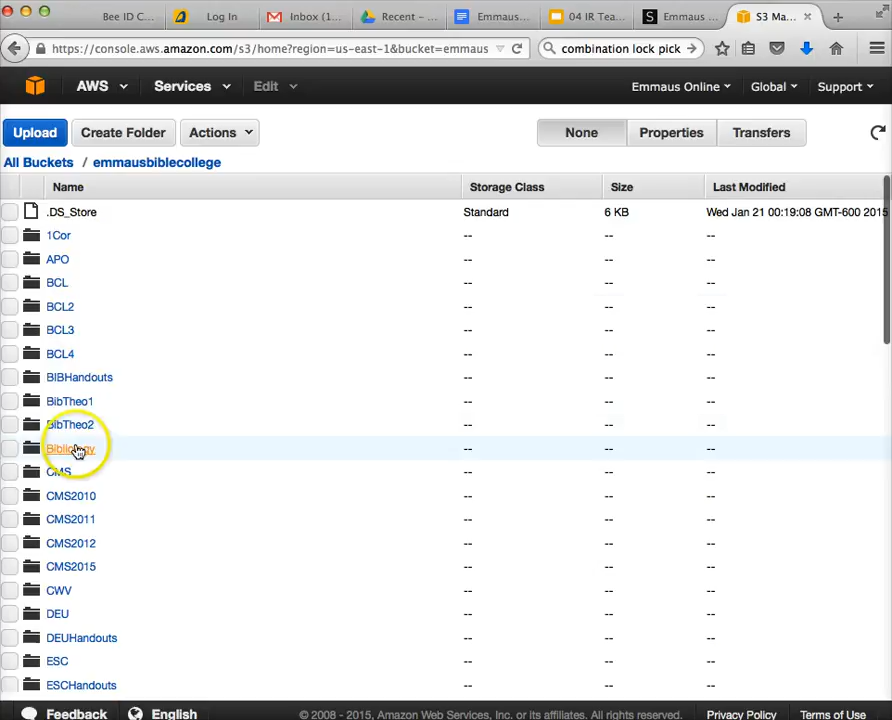 Bee ID C...
Log In
Inbox (1...
Recent – ...
Emmaus...
04 IR Tea...
Emmaus ...
S3 Ma...
https://console.aws.amazon.com/s3/home?region=us-east-1&bucket=emmaus
combination lock pick
AWS Services Edit Emmaus Online Global Support
Upload Create Folder Actions None Properties Transfers
All Buckets / emmausbiblecollege
Name Storage Class Size Last Modified
.DS_Store Standard 6 KB Wed Jan 21 00:19:08 GMT-600 2015
1Cor -- -- --
APO -- -- --
BCL -- -- --
BCL2 -- -- --
BCL3 -- -- --
BCL4 -- -- --
BIBHandouts -- -- --
BibTheo1 -- -- --
BibTheo2 -- -- --
Bibliology -- -- --
CMS -- -- --
CMS2010 -- -- --
CMS2011 -- -- --
CMS2012 -- -- --
CMS2015 -- -- --
CWV -- -- --
DEU -- -- --
DEUHandouts -- -- --
ESC -- -- --
ESCHandouts -- -- --
Feedback English © 2008 - 2015, Amazon Web Services, Inc. or its affiliates. All rights reserved. Privacy Policy Terms of Use